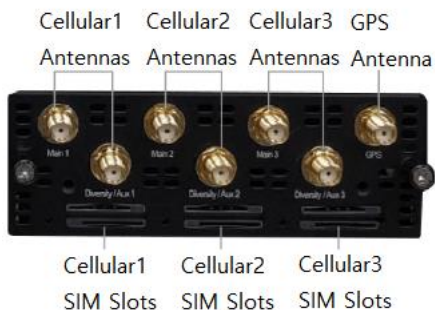 Cellular1 Cellular2 Cellular3 GPS
Antennas Antennas Antennas Antenna
Main 1 Main 2 Main 3 GPS
Diversity / Aux 1 Diversity / Aux 2 Diversity / Aux 3
Cellular1 Cellular2 Cellular3
SIM Slots SIM Slots SIM Slots